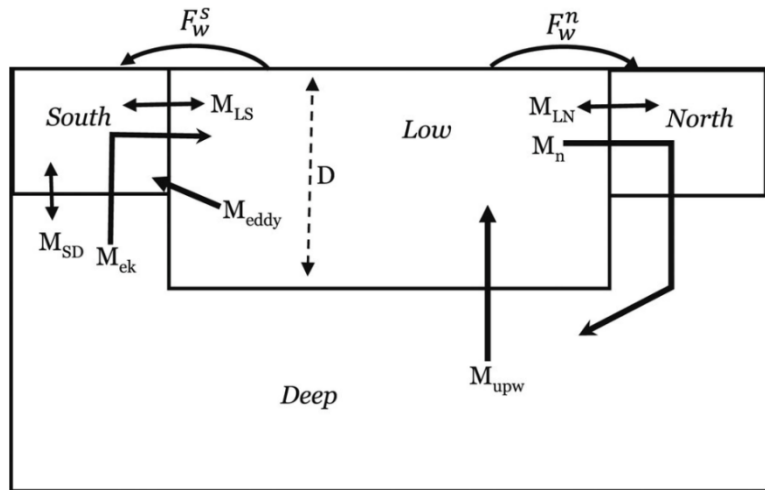 F_w^s
F_w^n
South
M_LS
Low
M_LN
North
M_n
D
M_eddy
M_SD
M_ek
M_upw
Deep